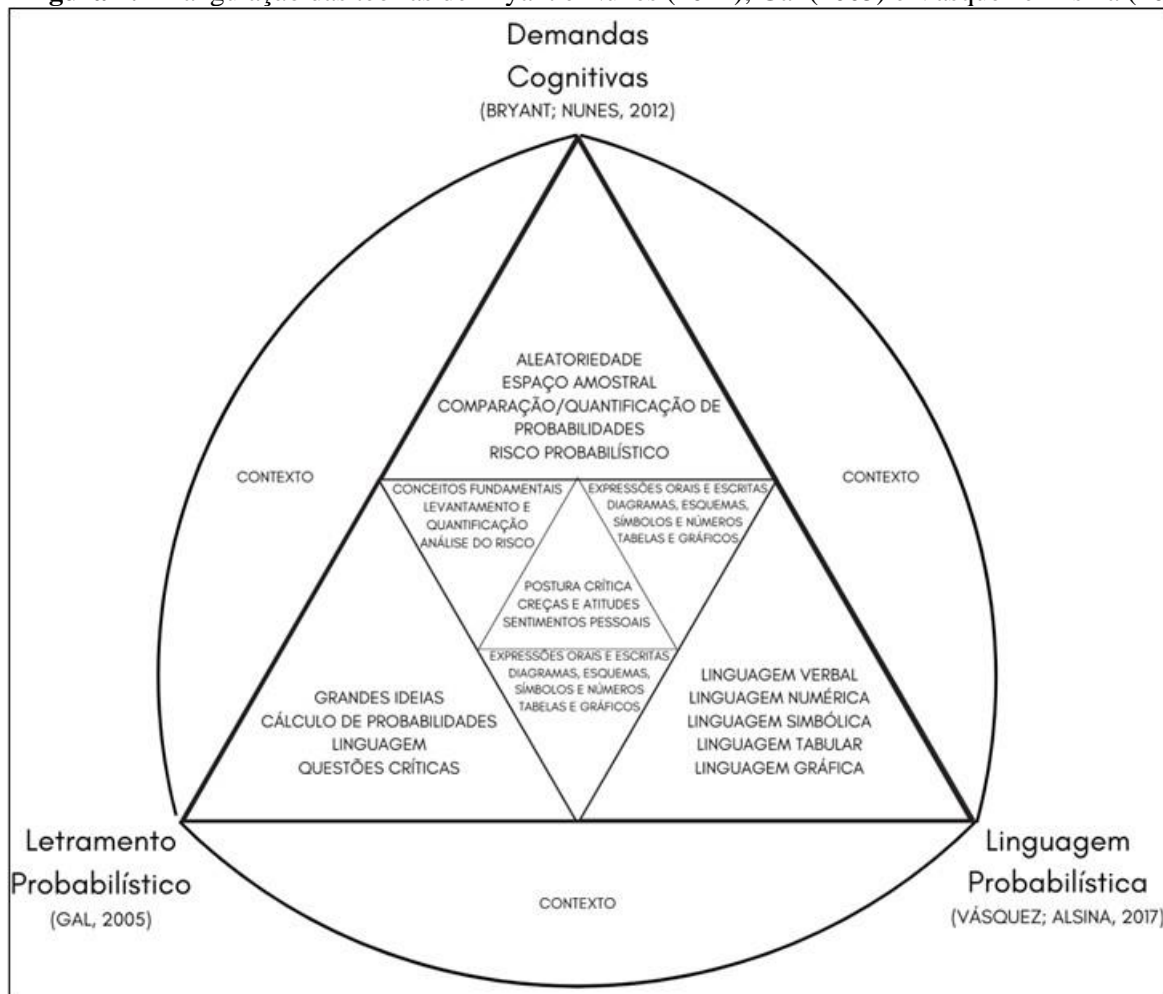 Demandas
Cognitivas
(BRYANT; NUNES, 2012)
ALEATORIEDADE
ESPAÇO AMOSTRAL
COMPARAÇÃO/QUANTIFICAÇÃO DE
PROBABILIDADES
RISCO PROBABILÍSTICO
CONTEXTO
CONTEXTO
CONCEITOS FUNDAMENTAIS
LEVANTAMENTO E
QUANTIFICAÇÃO
ANÁLISE DO RISCO
EXPRESSÕES ORAIS E ESCRITAS
DIAGRAMAS, ESQUEMAS,
SÍMBOLOS E NÚMEROS
TABELAS E GRÁFICOS
POSTURA CRÍTICA
CREÇAS E ATITUDES
SENTIMENTOS PESSOAIS
EXPRESSÕES ORAIS E ESCRITAS
DIAGRAMAS, ESQUEMAS,
SÍMBOLOS E NÚMEROS
TABELAS E GRÁFICOS
GRANDES IDEIAS
CÁLCULO DE PROBABILIDADES
LINGUAGEM
QUESTÕES CRÍTICAS
LINGUAGEM VERBAL
LINGUAGEM NUMÉRICA
LINGUAGEM SIMBÓLICA
LINGUAGEM TABULAR
LINGUAGEM GRÁFICA
Letramento
Probabilístico
(GAL, 2005)
Linguagem
Probabilística
(VÁSQUEZ; ALSINA, 2017)
CONTEXTO